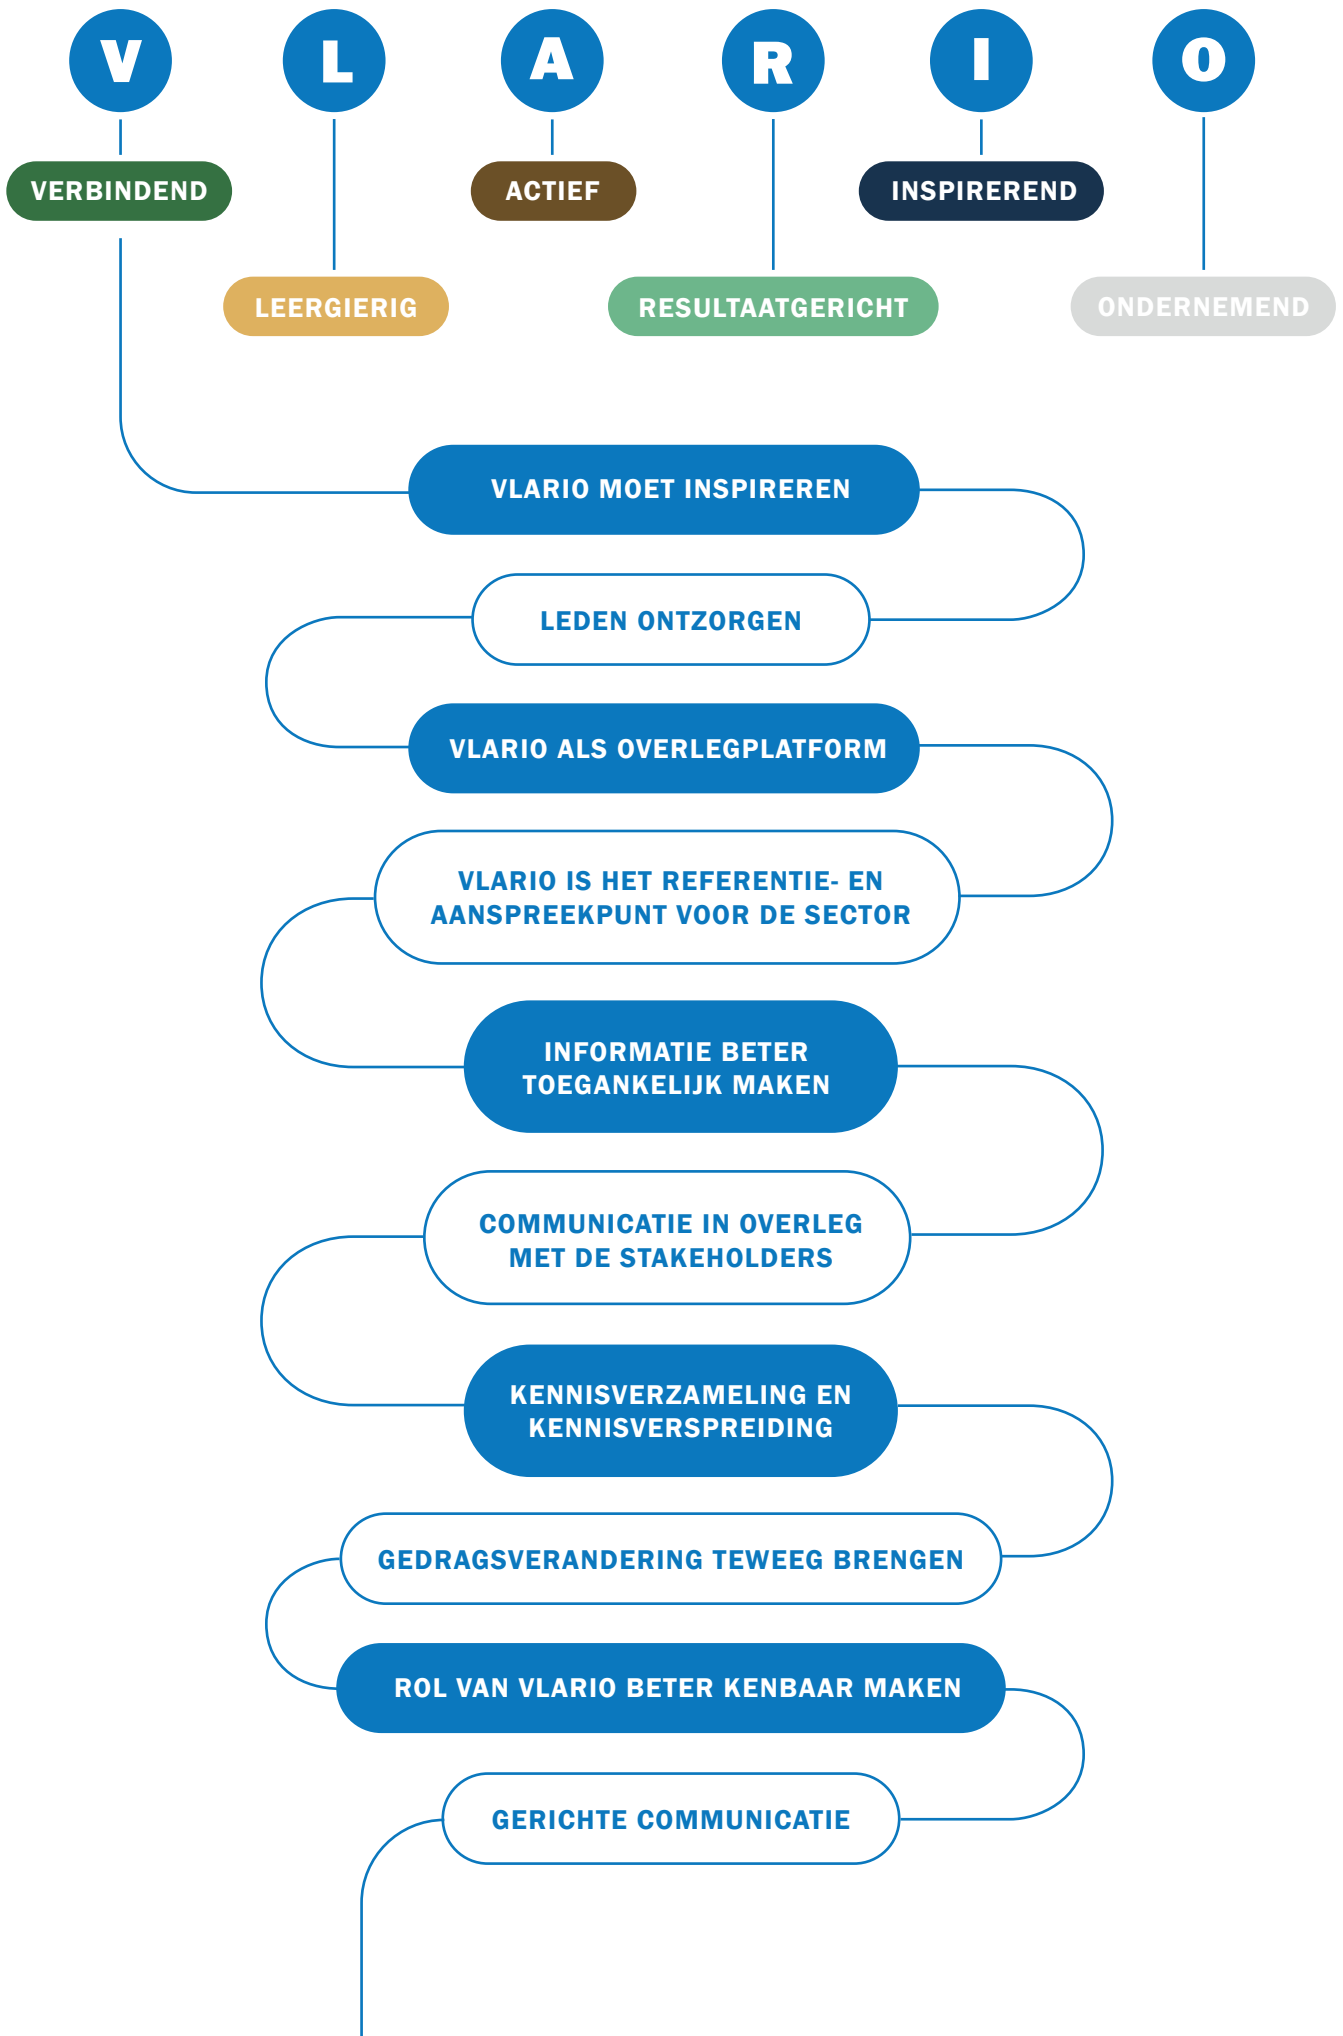 V L A R I O
VERBINDEND
ACTIEF
INSPIREREND
LEERGIERIG
RESULTAATGERICHT
ONDERNEMEND
VLARIO MOET INSPIREREN
LEDEN ONTZORGEN
VLARIO ALS OVERLEGPLATFORM
VLARIO IS HET REFERENTIE- EN
AANSPREEKPUNT VOOR DE SECTOR
INFORMATIE BETER
TOEGANKELIJK MAKEN
COMMUNICATIE IN OVERLEG
MET DE STAKEHOLDERS
KENNISVERZAMELING EN
KENNISVERSPREIDING
GEDRAGSVERANDERING TEWEEG BRENGEN
ROL VAN VLARIO BETER KENBAAR MAKEN
GERICHTE COMMUNICATIE